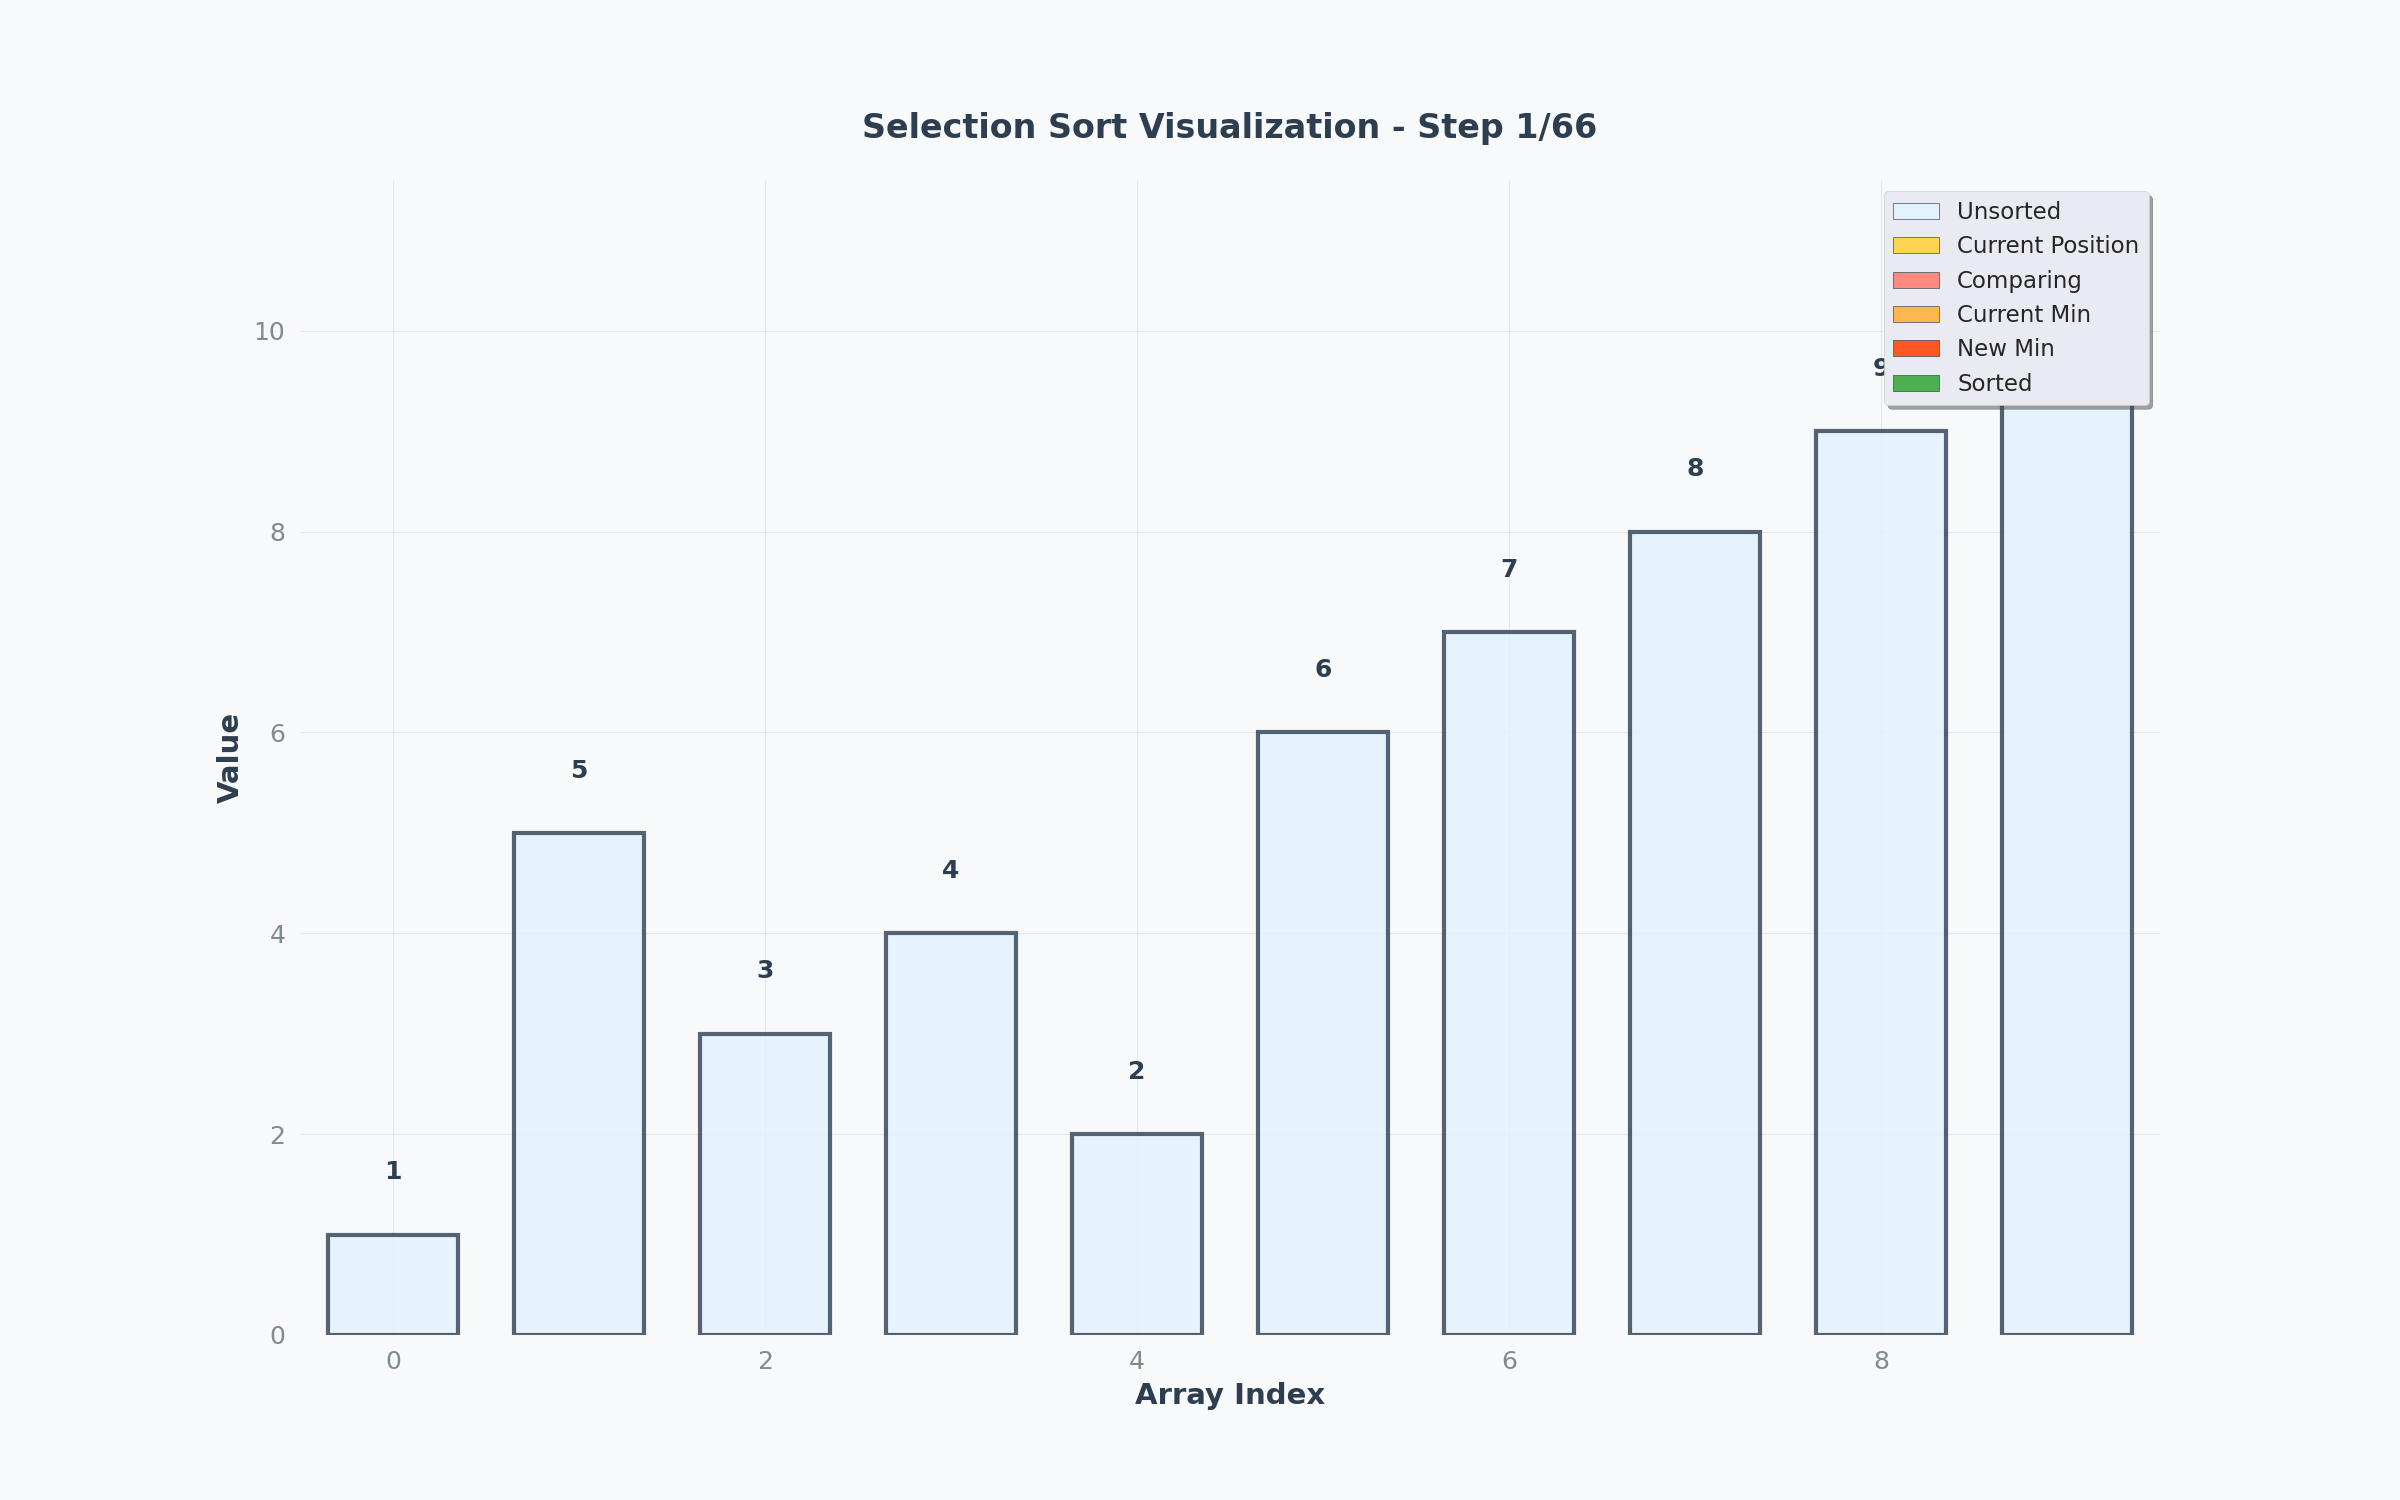 Selection Sort Visualization - Step 1/66
Unsorted
Current Position
Comparing
Current Min
New Min
Sorted
10
8
6
4
2
0
Value
1
5
3
4
2
6
7
8
9
0
2
4
6
8
Array Index